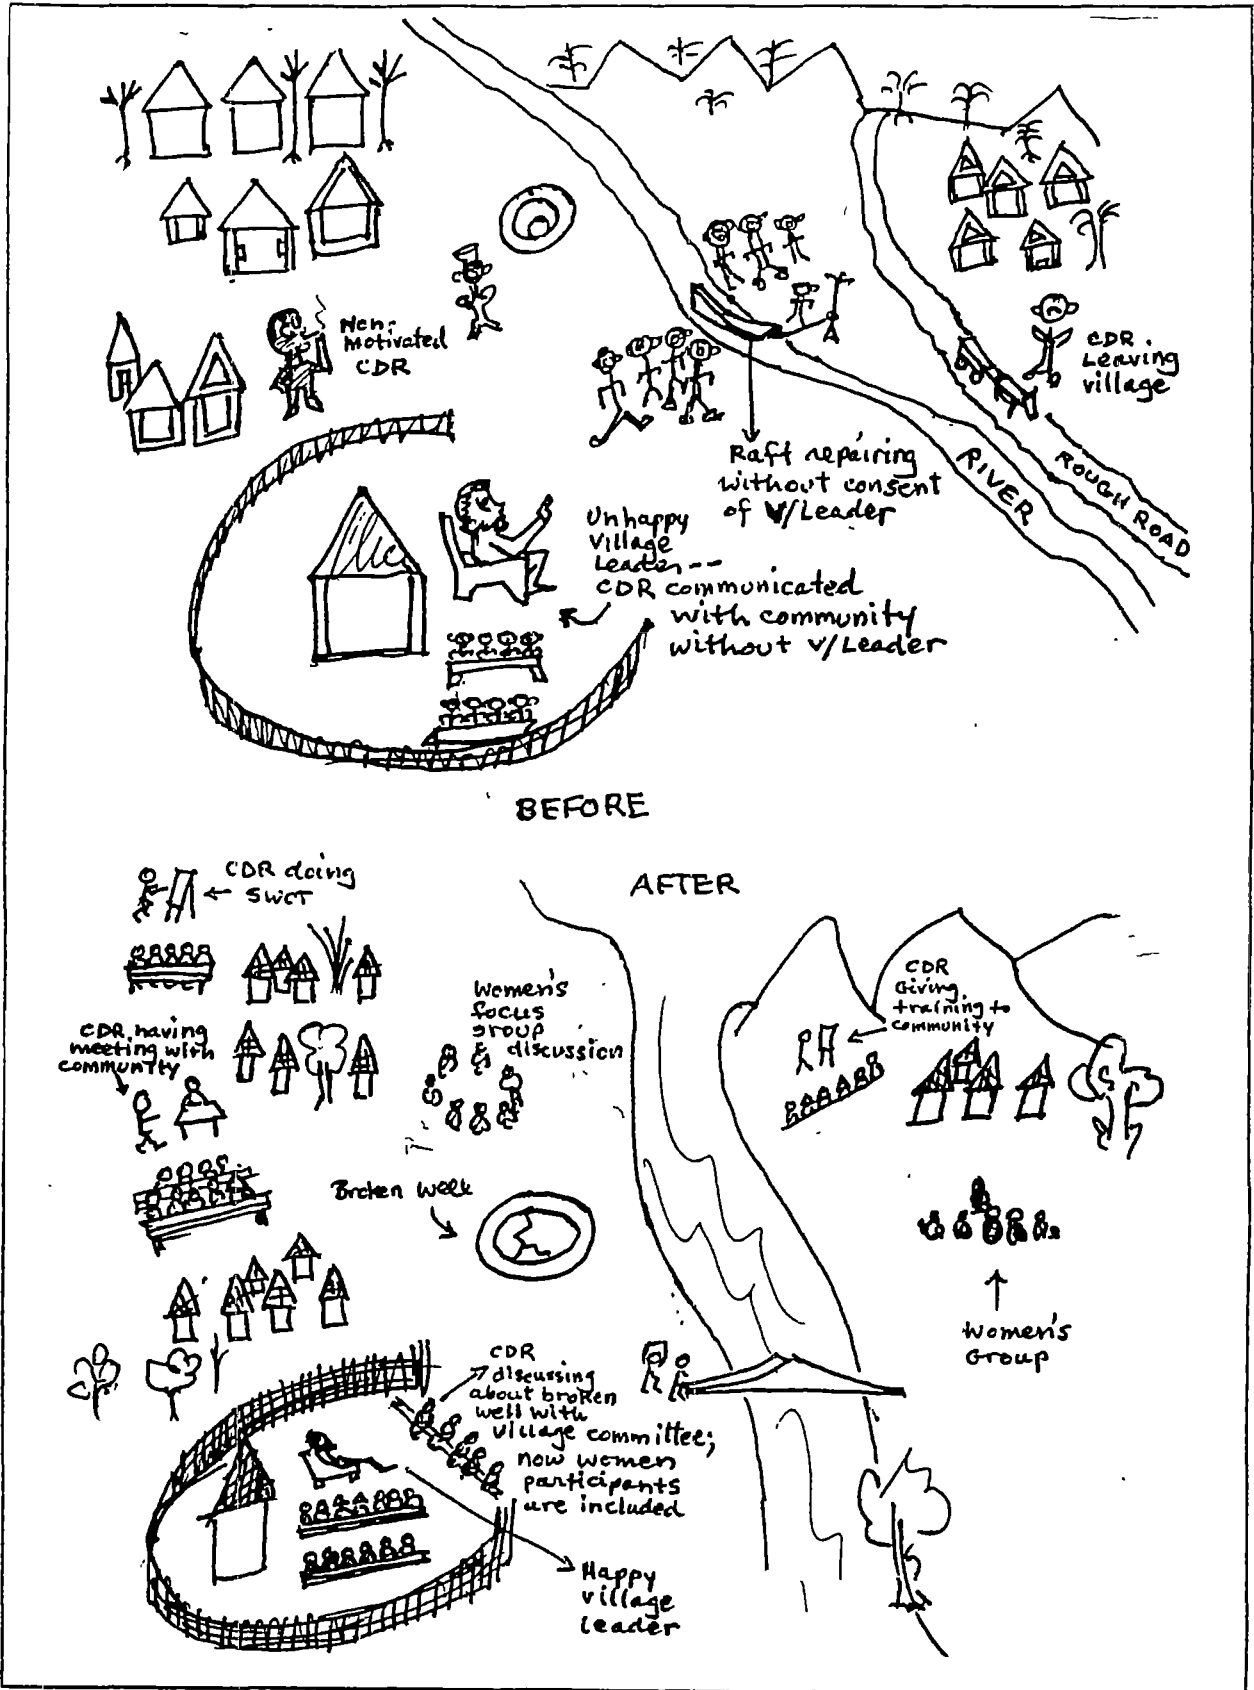 Non-
Motivated
CDR
CDR.
Leaving
village
Raft repairing
without consent
of V/Leader
RIVER
ROUGH ROAD
Unhappy
Village
Leader --
CDR communicated
with community
without V/Leader
BEFORE
AFTER
CDR doing
SWOT
CDR having
meeting with
community
Women's
focus
group
discussion
CDR
Giving
training to
community
Broken Well
Women's
Group
CDR
discussing
about broken
well with
village committee;
now women
participants
are included
Happy
village
leader